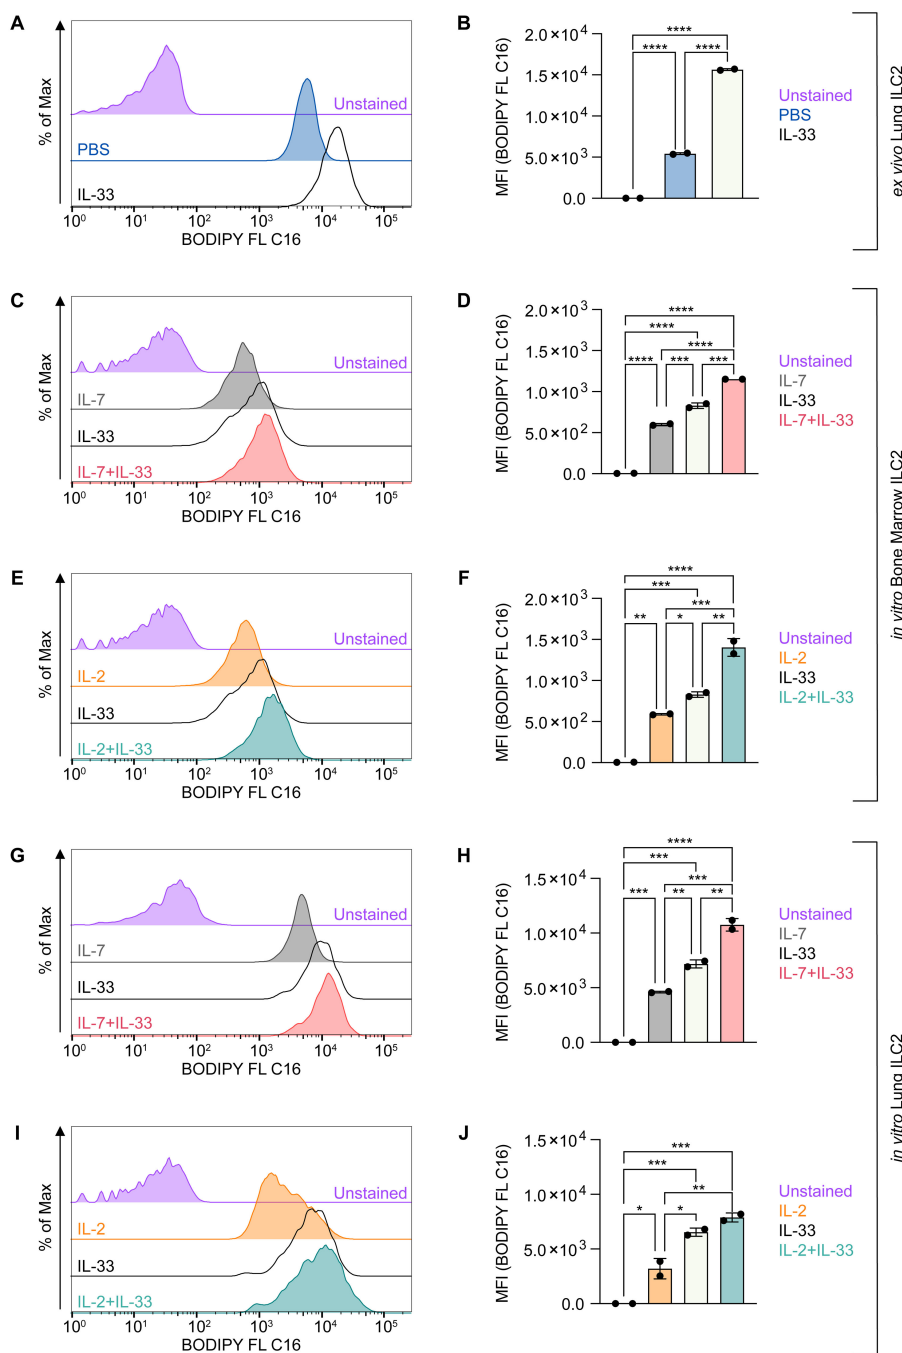 A
% of Max
Unstained
PBS
IL-33
10⁰ 10¹ 10² 10³ 10⁴ 10⁵
BODIPY FL C16
B
MFI (BODIPY FL C16)
2.0×10⁴
1.5×10⁴
1.0×10⁴
5.0×10³
0.0
****
**** ****
Unstained
PBS
IL-33
ex vivo Lung ILC2
C
% of Max
Unstained
IL-7
IL-33
IL-7+IL-33
10⁰ 10¹ 10² 10³ 10⁴ 10⁵
BODIPY FL C16
D
MFI (BODIPY FL C16)
2.0×10³
1.5×10³
1.0×10³
5.0×10²
0.0
****
****
****
**** *** ***
Unstained
IL-7
IL-33
IL-7+IL-33
in vitro Bone Marrow ILC2
E
% of Max
Unstained
IL-2
IL-33
IL-2+IL-33
10⁰ 10¹ 10² 10³ 10⁴ 10⁵
BODIPY FL C16
F
MFI (BODIPY FL C16)
2.0×10³
1.5×10³
1.0×10³
5.0×10²
0.0
****
***
***
** * **
Unstained
IL-2
IL-33
IL-2+IL-33
G
% of Max
Unstained
IL-7
IL-33
IL-7+IL-33
10⁰ 10¹ 10² 10³ 10⁴ 10⁵
BODIPY FL C16
H
MFI (BODIPY FL C16)
1.5×10⁴
1.0×10⁴
5.0×10³
0.0
****
***
***
*** ** **
Unstained
IL-7
IL-33
IL-7+IL-33
in vitro Lung ILC2
I
% of Max
Unstained
IL-2
IL-33
IL-2+IL-33
10⁰ 10¹ 10² 10³ 10⁴ 10⁵
BODIPY FL C16
J
MFI (BODIPY FL C16)
1.5×10⁴
1.0×10⁴
5.0×10³
0.0
***
***
**
* *
Unstained
IL-2
IL-33
IL-2+IL-33